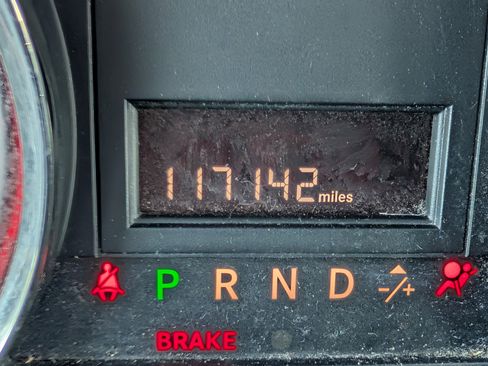 117142 miles
P R N D -/+
BRAKE